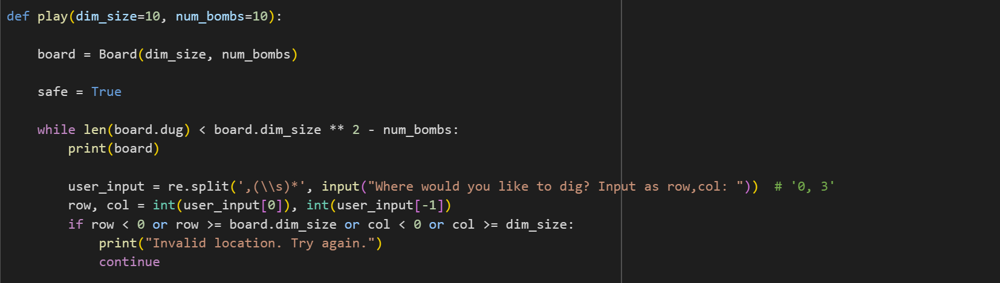 def play(dim_size=10, num_bombs=10):
board = Board(dim_size, num_bombs)
safe = True
while len(board.dug) < board.dim_size ** 2 - num_bombs:
print(board)
user_input = re.split(',(\\s)*', input("Where would you like to dig? Input as row,col: "))  # '0, 3'
row, col = int(user_input[0]), int(user_input[-1])
if row < 0 or row >= board.dim_size or col < 0 or col >= dim_size:
print("Invalid location. Try again.")
continue